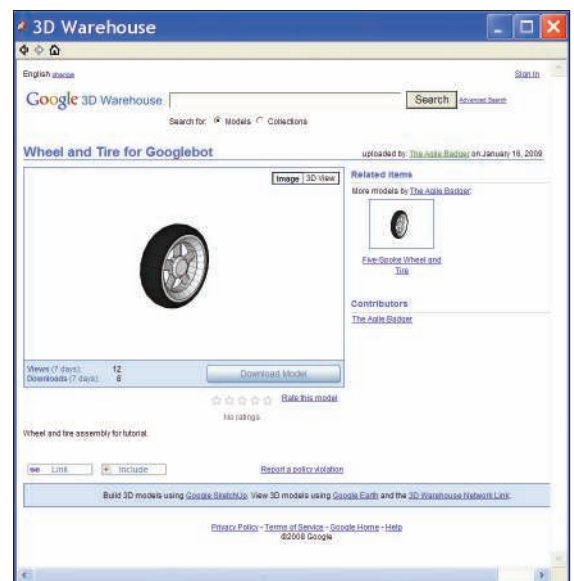 3D Warehouse
English change
Sign in
Google 3D Warehouse
Search
Advanced Search
Search for: Models Collections
Wheel and Tire for Googlebot
uploaded by: The Agile Badger on January 16, 2009
Image 3D View
Related items
More models by The Agile Badger:
Five-Spoke Wheel and
Tire
Contributors
The Agile Badger
Views (7 days): 12
Downloads (7 days): 6
Download Model
Rate this model
No ratings
Wheel and tire assembly for tutorial.
Link
Include
Report a policy violation
Build 3D models using Google SketchUp. View 3D models using Google Earth and the 3D Warehouse Network Link.
Privacy Policy - Terms of Service - Google Home - Help
©2008 Google